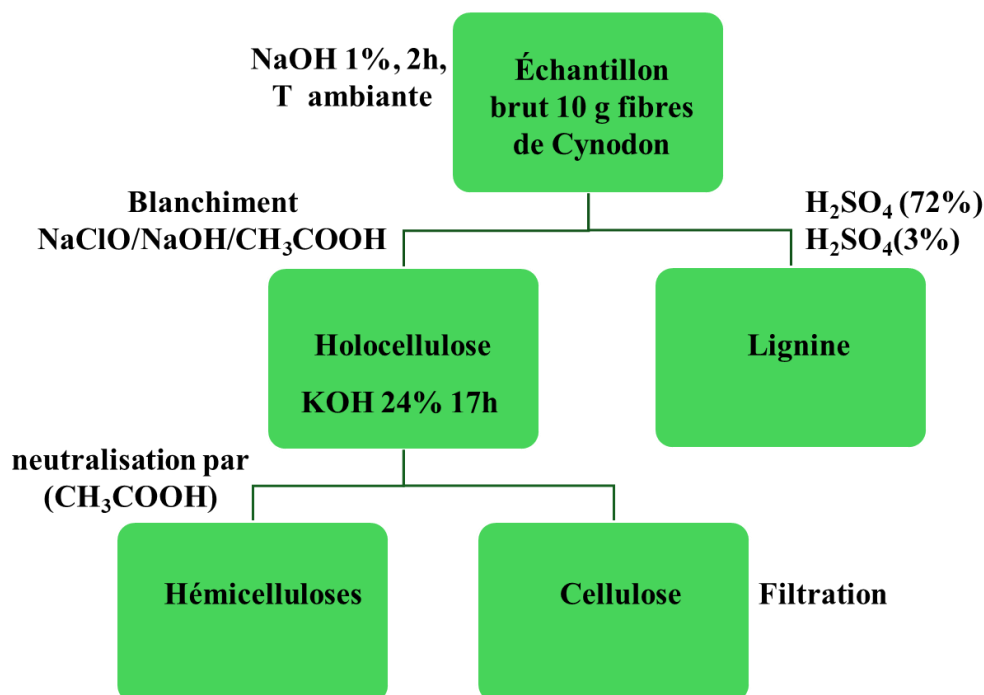 NaOH 1%, 2h,
T ambiante
Échantillon
brut 10 g fibres
de Cynodon
Blanchiment
NaClO/NaOH/CH₃COOH
H₂SO₄ (72%)
H₂SO₄(3%)
Holocellulose
KOH 24% 17h
Lignine
neutralisation par
(CH₃COOH)
Hémicelluloses
Cellulose
Filtration